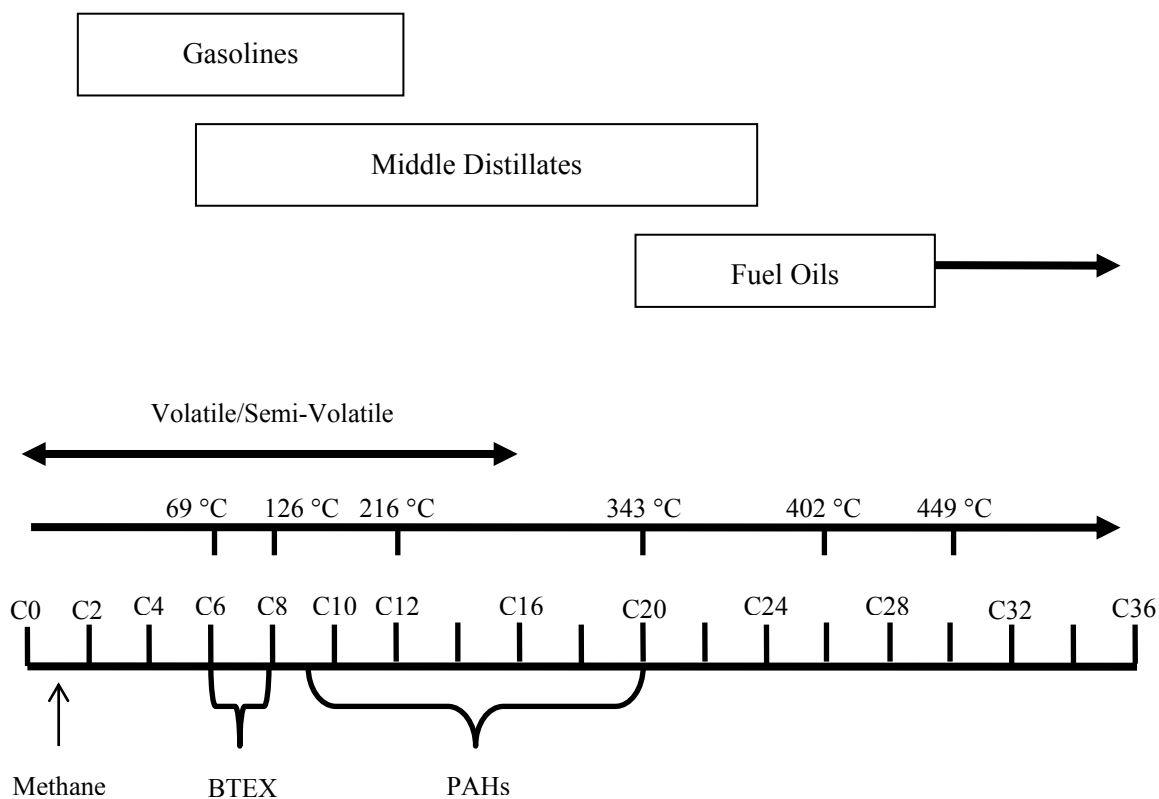 Gasolines
Middle Distillates
Fuel Oils
Volatile/Semi-Volatile
69 °C 126 °C 216 °C 343 °C 402 °C 449 °C
C0 C2 C4 C6 C8 C10 C12 C16 C20 C24 C28 C32 C36
Methane BTEX PAHs